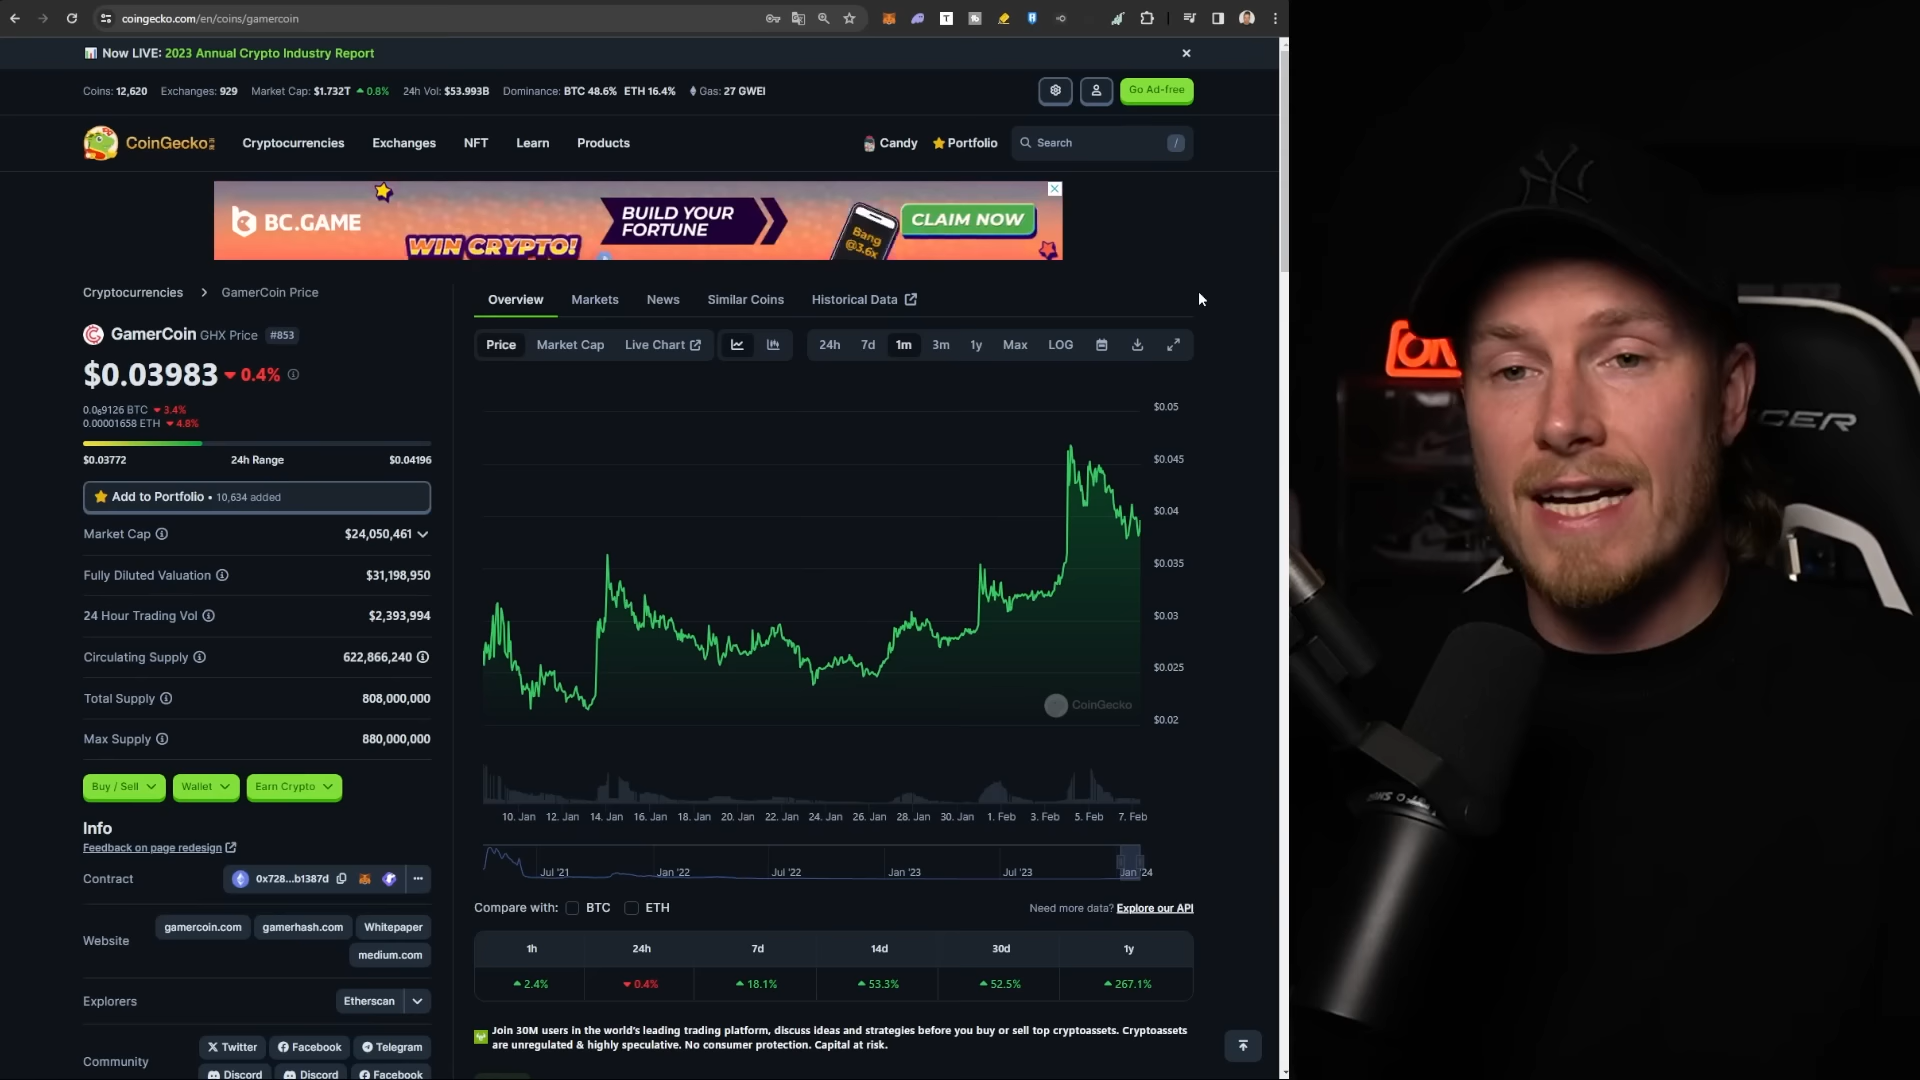 coingecko.com/en/coins/gamercoin
Now LIVE: 2023 Annual Crypto Industry Report
Coins: 12,620 Exchanges: 929 Market Cap: $1.732T 0.8% 24h Vol: $53.993B Dominance: BTC 48.6% ETH 16.4% Gas: 27 GWEI
Go Ad-free
CoinGecko
Cryptocurrencies Exchanges NFT Learn Products Candy Portfolio Search /
BC.GAME
WIN CRYPTO!
BUILD YOUR
FORTUNE
Bang
@3.6x
CLAIM NOW
Cryptocurrencies > GamerCoin Price
GamerCoin GHX Price #853
$0.03983 0.4%
0.0₆9126 BTC 3.4%
0.00001658 ETH 4.8%
$0.03772 24h Range $0.04196
Add to Portfolio • 10,634 added
Market Cap $24,050,461
Fully Diluted Valuation $31,198,950
24 Hour Trading Vol $2,393,994
Circulating Supply 622,866,240
Total Supply 808,000,000
Max Supply 880,000,000
Buy / Sell Wallet Earn Crypto
Info
Feedback on page redesign
Contract 0x728...b1387d
Website gamercoin.com gamerhash.com Whitepaper
medium.com
Explorers Etherscan
Community Twitter Facebook Telegram
Discord Discord Facebook
Overview Markets News Similar Coins Historical Data
Price Market Cap Live Chart 24h 7d 1m 3m 1y Max LOG
$0.05
$0.045
$0.04
$0.035
$0.03
$0.025
$0.02
CoinGecko
10. Jan 12. Jan 14. Jan 16. Jan 18. Jan 20. Jan 22. Jan 24. Jan 26. Jan 28. Jan 30. Jan 1. Feb 3. Feb 5. Feb 7. Feb
Jul '21 Jan '22 Jul '22 Jan '23 Jul '23 Jan '24
Compare with: BTC ETH Need more data? Explore our API
1h 24h 7d 14d 30d 1y
2.4% 0.4% 18.1% 53.3% 52.5% 267.1%
Join 30M users in the world's leading trading platform, discuss ideas and strategies before you buy or sell top cryptoassets. Cryptoassets
are unregulated & highly speculative. No consumer protection. Capital at risk.
NY